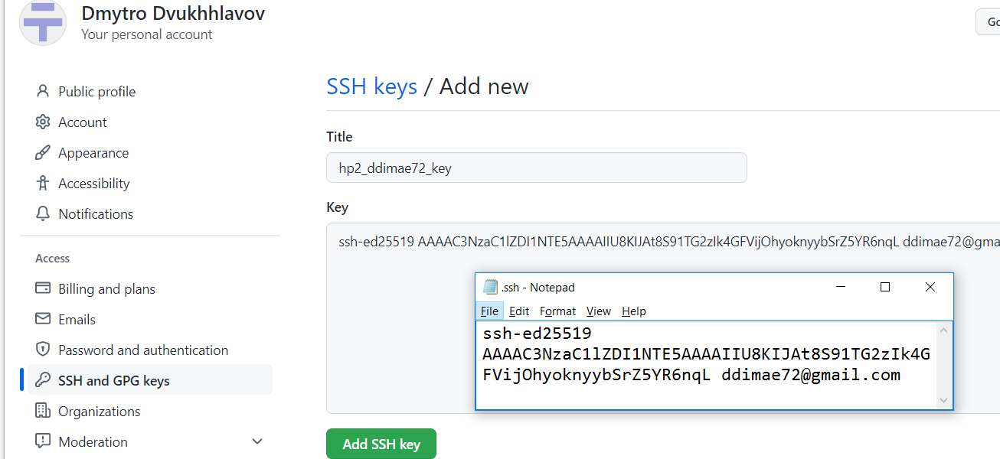 Dmytro Dvukhhlavov
Your personal account
Go
Public profile
Account
Appearance
Accessibility
Notifications
Access
Billing and plans
Emails
Password and authentication
SSH and GPG keys
Organizations
Moderation
SSH keys / Add new
Title
hp2_ddimae72_key
Key
ssh-ed25519 AAAAC3NzaC1lZDI1NTE5AAAAIIU8KIJAt8S91TG2zIk4GFVijOhyoknyybSrZ5YR6nqL ddimae72@gma
.ssh - Notepad
File Edit Format View Help
ssh-ed25519
AAAAC3NzaC1lZDI1NTE5AAAAIIU8KIJAt8S91TG2zIk4G
FVijOhyoknyybSrZ5YR6nqL ddimae72@gmail.com
Add SSH key